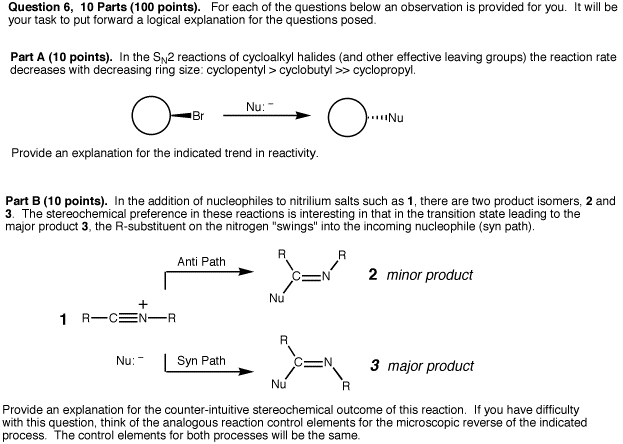 Question 6, 10 Parts (100 points). For each of the questions below an observation is provided for you. It will be
your task to put forward a logical explanation for the questions posed.
Part A (10 points). In the SN2 reactions of cycloalkyl halides (and other effective leaving groups) the reaction rate
decreases with decreasing ring size: cyclopentyl > cyclobutyl >> cyclopropyl.
Br
Nu: −
Nu
Provide an explanation for the indicated trend in reactivity.
Part B (10 points). In the addition of nucleophiles to nitrilium salts such as 1, there are two product isomers, 2 and
3. The stereochemical preference in these reactions is interesting in that in the transition state leading to the
major product 3, the R-substituent on the nitrogen "swings" into the incoming nucleophile (syn path).
Anti Path
R
R
C=N
Nu
2 minor product
+
1 R—C≡N—R
Nu: −
Syn Path
R
C=N
Nu
R
3 major product
Provide an explanation for the counter-intuitive stereochemical outcome of this reaction. If you have difficulty
with this question, think of the analogous reaction control elements for the microscopic reverse of the indicated
process. The control elements for both processes will be the same.